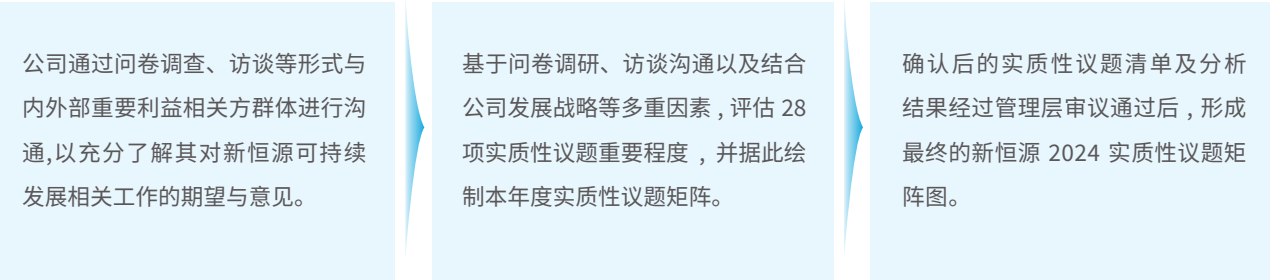 公司通过问卷调查、访谈等形式与
内外部重要利益相关方群体进行沟
通,以充分了解其对新恒源可持续
发展相关工作的期望与意见。
基于问卷调研、访谈沟通以及结合
公司发展战略等多重因素,评估 28
项实质性议题重要程度,并据此绘
制本年度实质性议题矩阵。
确认后的实质性议题清单及分析
结果经过管理层审议通过后,形成
最终的新恒源 2024 实质性议题矩
阵图。